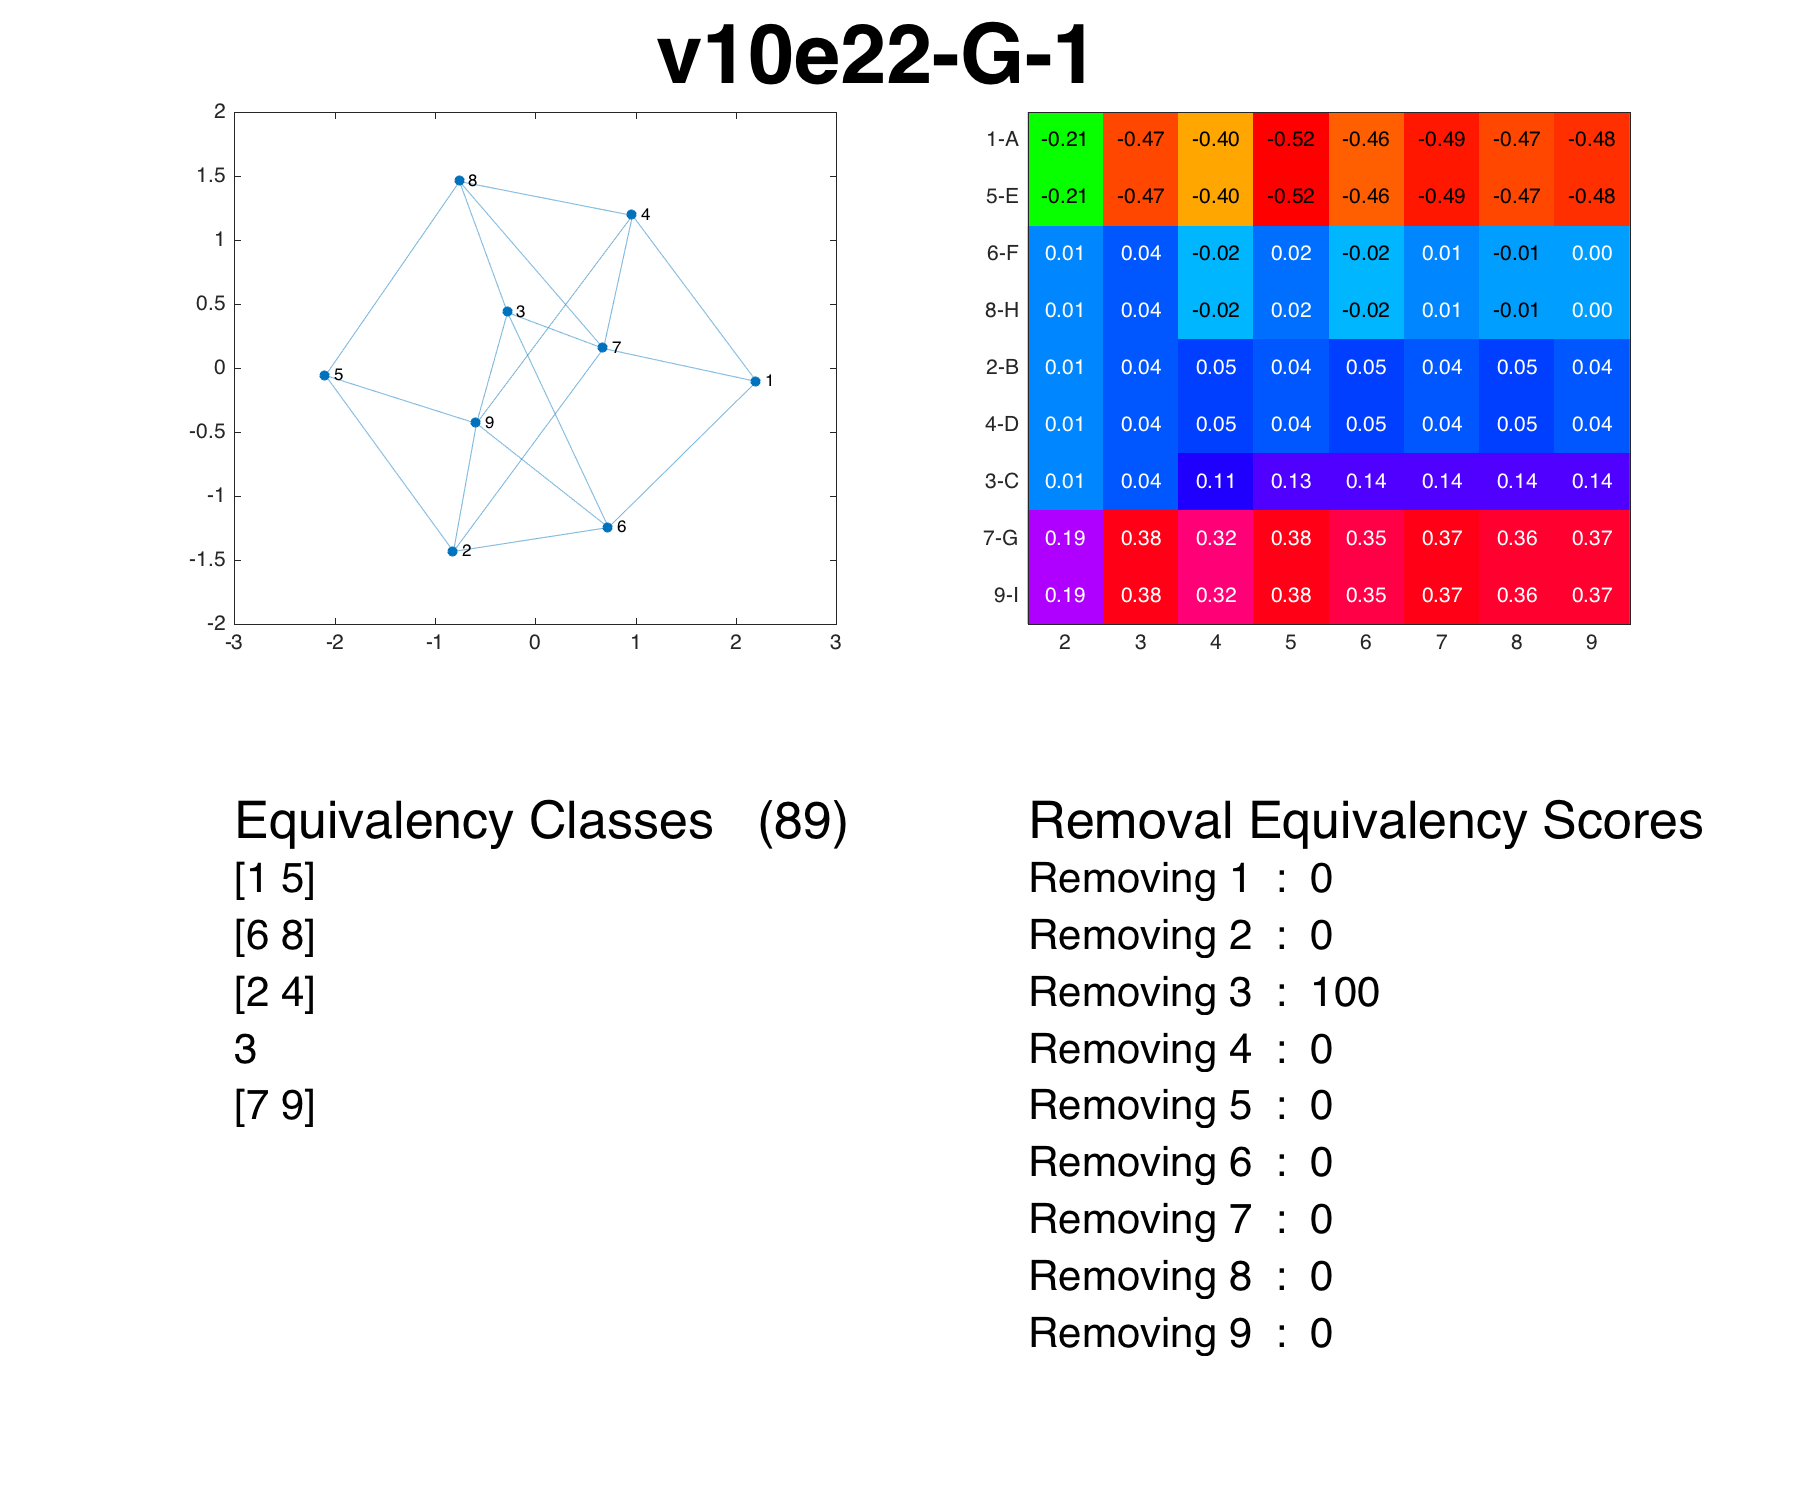 v10e22-G-1
2
1.5
1
0.5
0
-0.5
-1
-1.5
-2
-3 -2 -1 0 1 2 3
8
4
3
7
5
1
9
6
2
1-A -0.21 -0.47 -0.40 -0.52 -0.46 -0.49 -0.47 -0.48
5-E -0.21 -0.47 -0.40 -0.52 -0.46 -0.49 -0.47 -0.48
6-F 0.01 0.04 -0.02 0.02 -0.02 0.01 -0.01 0.00
8-H 0.01 0.04 -0.02 0.02 -0.02 0.01 -0.01 0.00
2-B 0.01 0.04 0.05 0.04 0.05 0.04 0.05 0.04
4-D 0.01 0.04 0.05 0.04 0.05 0.04 0.05 0.04
3-C 0.01 0.04 0.11 0.13 0.14 0.14 0.14 0.14
7-G 0.19 0.38 0.32 0.38 0.35 0.37 0.36 0.37
9-I 0.19 0.38 0.32 0.38 0.35 0.37 0.36 0.37
2 3 4 5 6 7 8 9
Equivalency Classes (89)
[1 5]
[6 8]
[2 4]
3
[7 9]
Removal Equivalency Scores
Removing 1 : 0
Removing 2 : 0
Removing 3 : 100
Removing 4 : 0
Removing 5 : 0
Removing 6 : 0
Removing 7 : 0
Removing 8 : 0
Removing 9 : 0